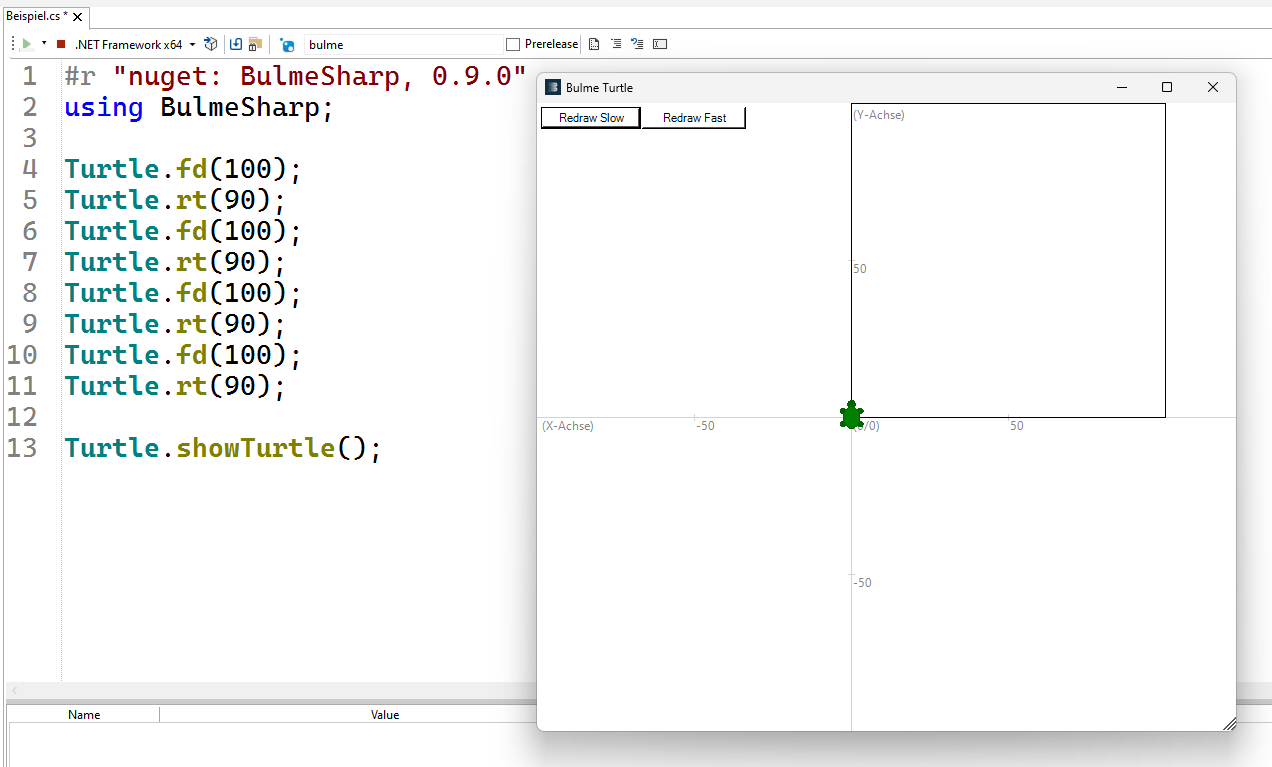 Beispiel.cs *
.NET Framework x64 bulme Prerelease
1 #r "nuget: BulmeSharp, 0.9.0"
2 using BulmeSharp;
3
4 Turtle.fd(100);
5 Turtle.rt(90);
6 Turtle.fd(100);
7 Turtle.rt(90);
8 Turtle.fd(100);
9 Turtle.rt(90);
10 Turtle.fd(100);
11 Turtle.rt(90);
12
13 Turtle.showTurtle();
Name Value
Bulme Turtle
Redraw Slow Redraw Fast
(Y-Achse)
50
(X-Achse) -50 /0) 50
-50